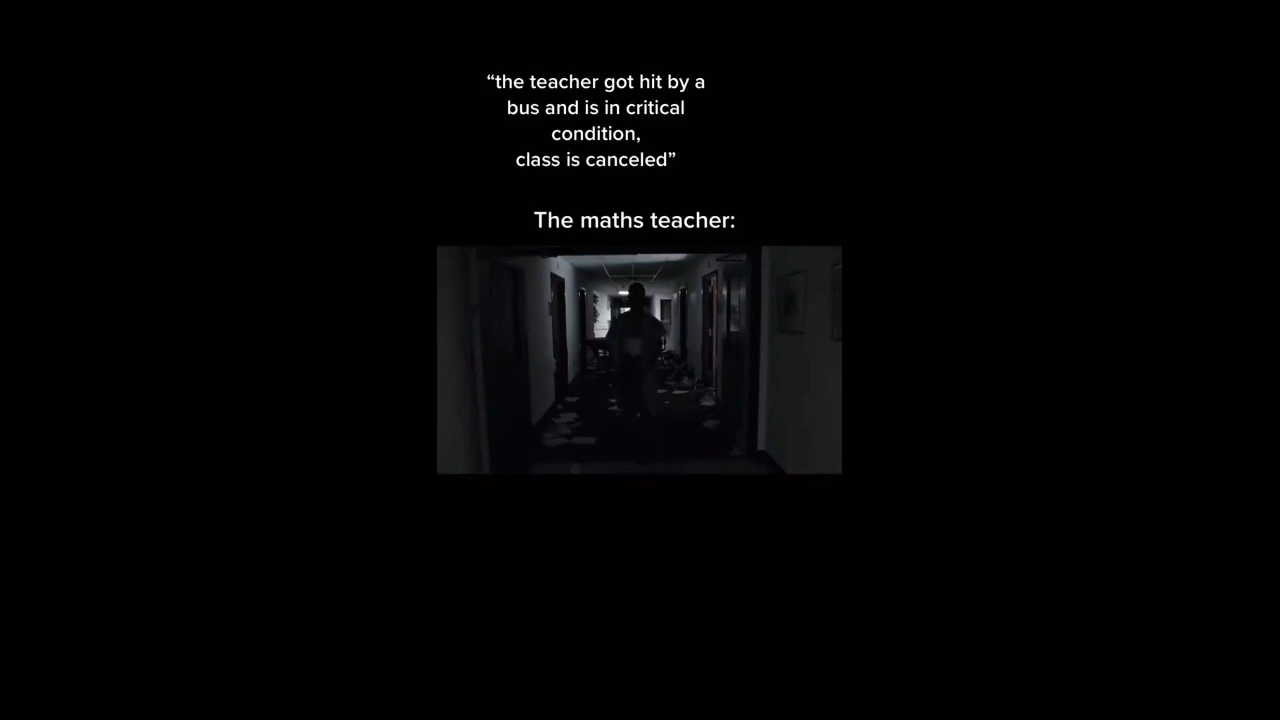 “the teacher got hit by a
bus and is in critical
condition,
class is canceled”
The maths teacher: